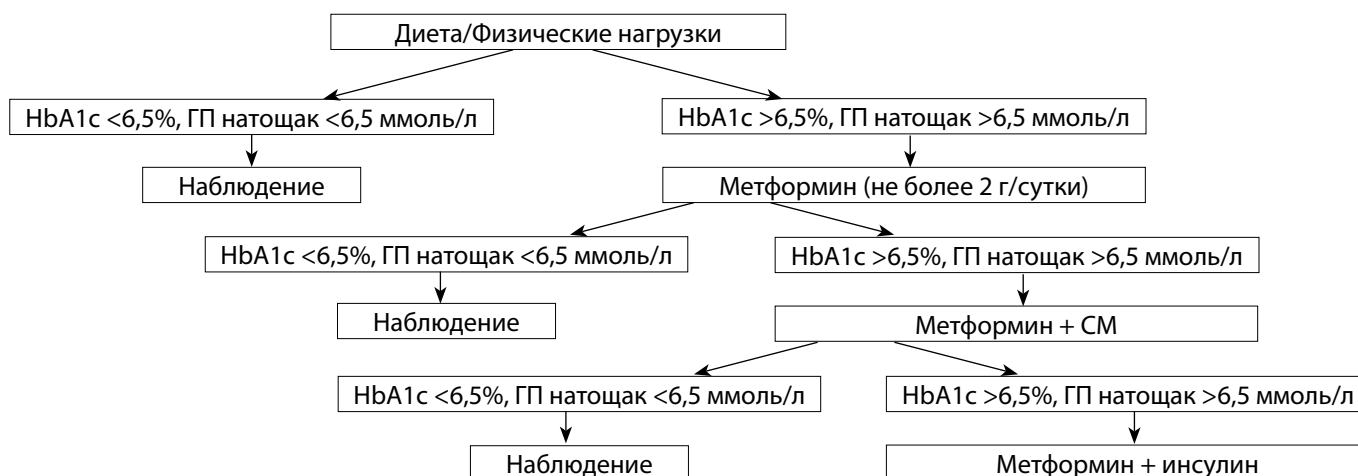 Диета/Физические нагрузки
HbA1c <6,5%, ГП натощак <6,5 ммоль/л
HbA1c >6,5%, ГП натощак >6,5 ммоль/л
Наблюдение
Метформин (не более 2 г/сутки)
HbA1c <6,5%, ГП натощак <6,5 ммоль/л
HbA1c >6,5%, ГП натощак >6,5 ммоль/л
Наблюдение
Метформин + СМ
HbA1c <6,5%, ГП натощак <6,5 ммоль/л
HbA1c >6,5%, ГП натощак >6,5 ммоль/л
Наблюдение
Метформин + инсулин